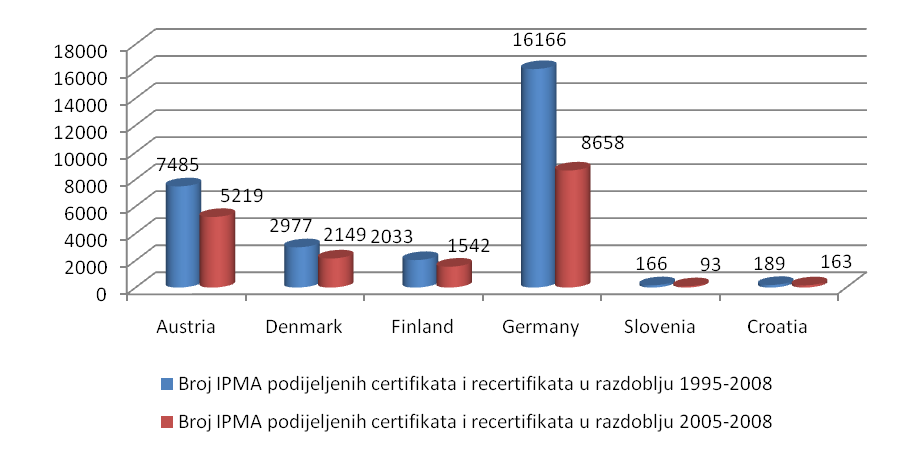 18000
16000
14000
12000
10000
8000
6000
4000
2000
0
7485
5219
2977
2149
2033
1542
16166
8658
166
93
189
163
Austria
Denmark
Finland
Germany
Slovenia
Croatia
Broj IPMA podijeljenih certifikata i recertifikata u razdoblju 1995-2008
Broj IPMA podijeljenih certifikata i recertifikata u razdoblju 2005-2008